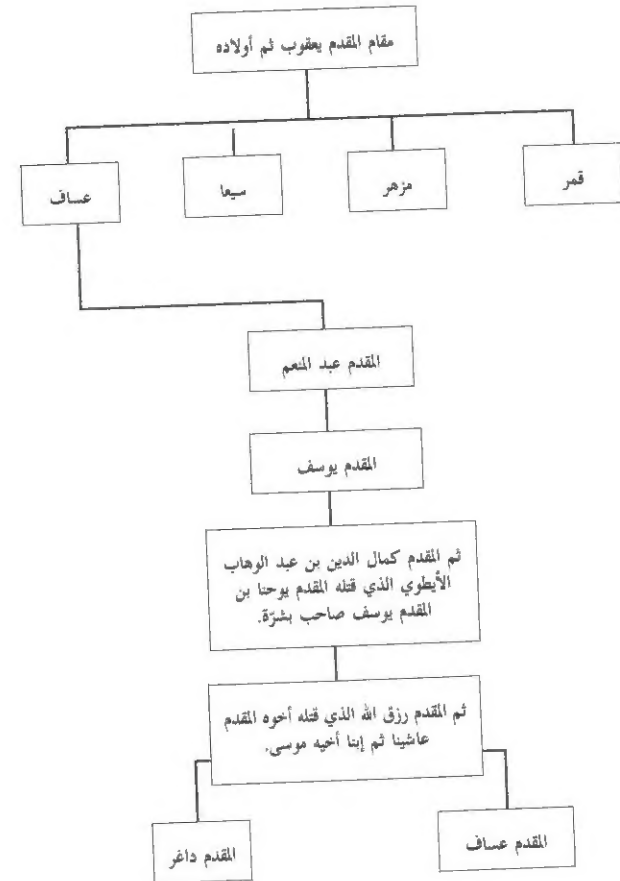 مقام المقدم يعقوب ثم أولاده
قمر
مزهر
سيعا
عساف
المقدم عبد المنعم
المقدم يوسف
ثم المقدم كمال الدين بن عبد الوهاب
الأيطوي الذي قتله المقدم يوحنا بن
المقدم يوسف صاحب بشرّة.
ثم المقدم رزق الله الذي قتله أخوه المقدم
عاشينا ثم إبنا أخيه موسى.
المقدم عساف
المقدم داغر